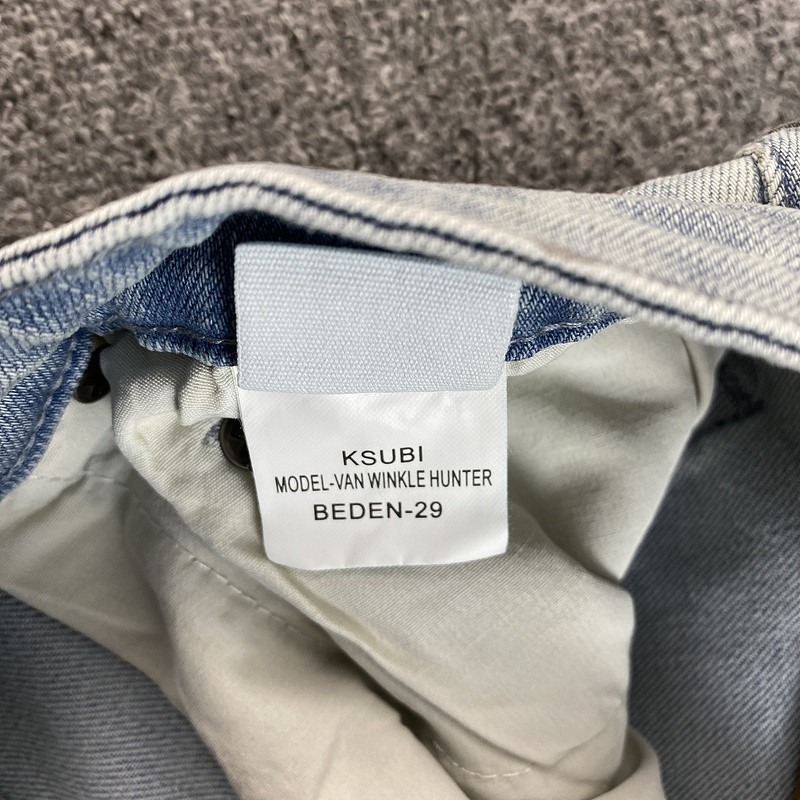 KSUBI
MODEL-VAN WINKLE HUNTER
BEDEN-29